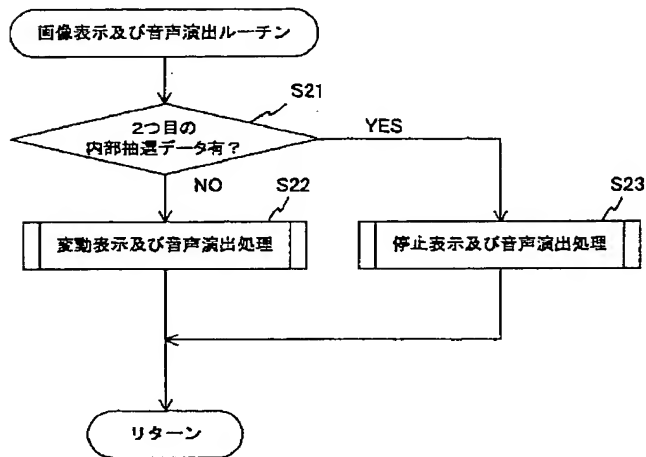 画像表示及び音声演出ルーチン
S21
2つ目の
内部抽選データ有?
YES
NO
S22
S23
変動表示及び音声演出処理
停止表示及び音声演出処理
リターン